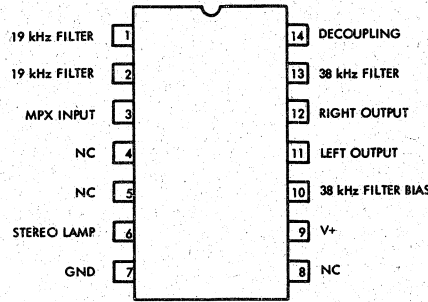 19 kHz FILTER 1 14 DECOUPLING
19 kHz FILTER 2 13 38 kHz FILTER
MPX INPUT 3 12 RIGHT OUTPUT
NC 4 11 LEFT OUTPUT
NC 5 10 38 kHz FILTER BIAS
STEREO LAMP 6 9 V+
GND 7 8 NC